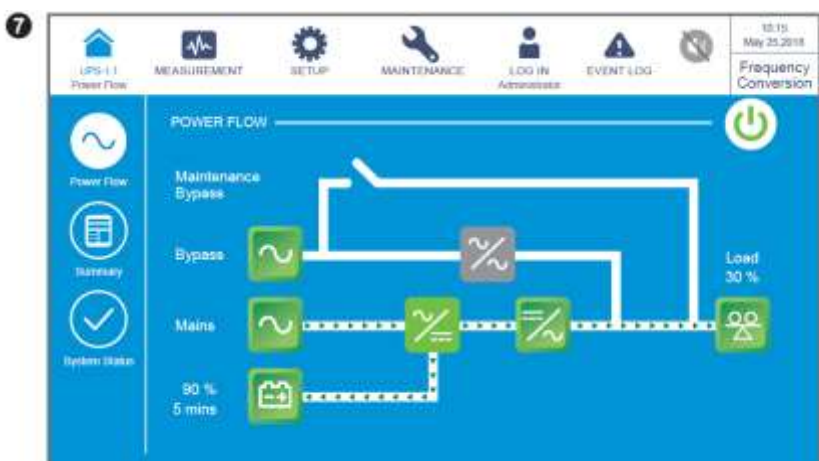 7
UPS-1.1
Power Flow
MEASUREMENT
SETUP
MAINTENANCE
LOG IN
Administrator
EVENT LOG
10:15
May 25.2018
Frequency
Conversion
POWER FLOW
Power Flow
Maintenance
Bypass
Summary
Bypass
Load
30 %
Mains
System Status
90 %
5 mins